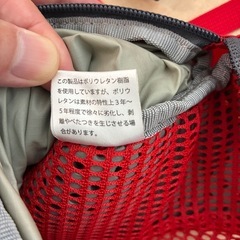 この製品はポリウレタン樹脂
を使用していますが、ポリウ
レタンは素材の特性上3年～
5年程度で徐々に劣化し、剥
離やべたつきを生じさせる場
合があります。